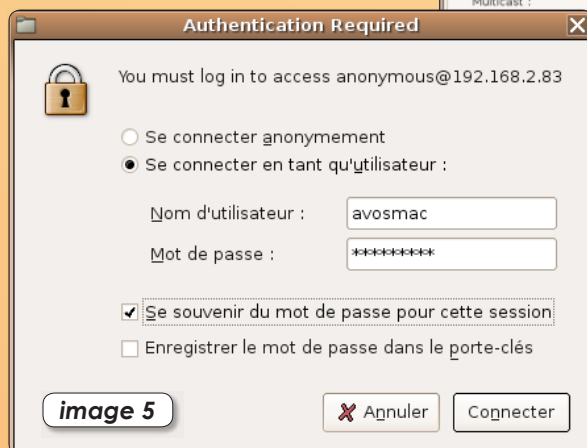 Multicast :
Authentication Required
You must log in to access anonymous@192.168.2.83
Se connecter anonymement
Se connecter en tant qu'utilisateur :
Nom d'utilisateur : avosmac
Mot de passe : *********
Se souvenir du mot de passe pour cette session
Enregistrer le mot de passe dans le porte-clés
image 5
Annuler
Connecter